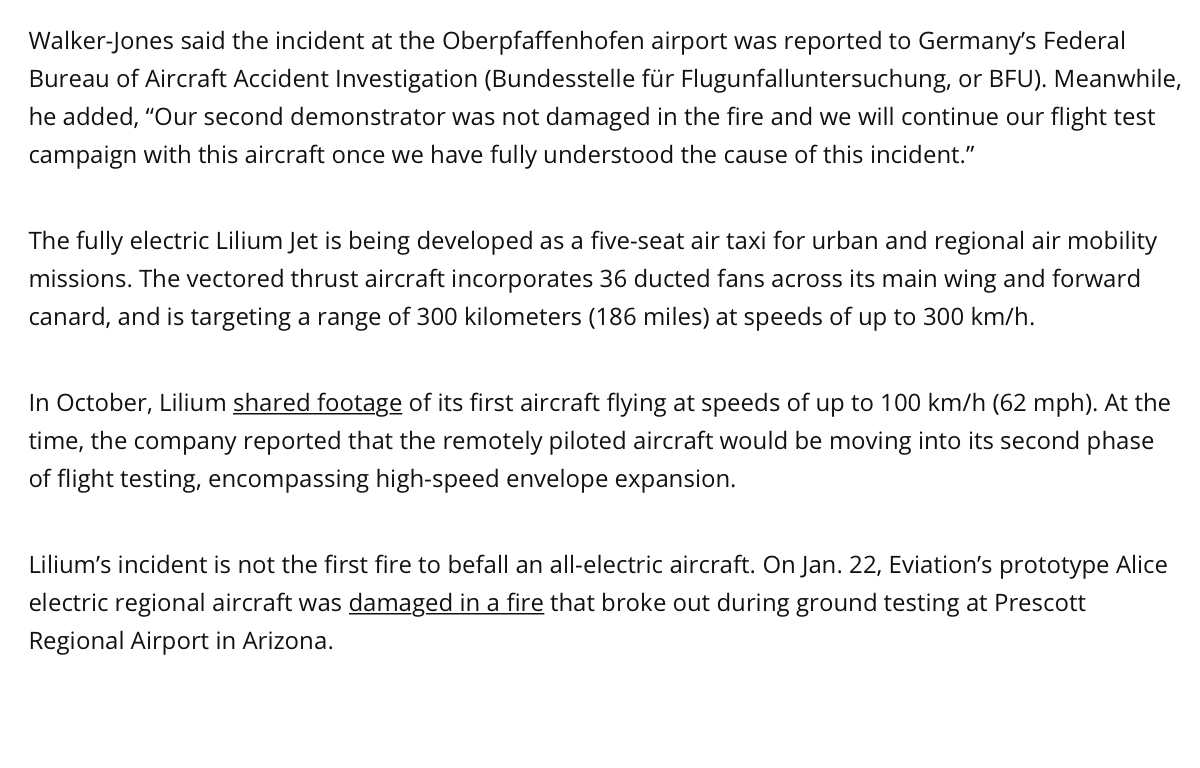 Walker-Jones said the incident at the Oberpfaffenhofen airport was reported to Germany’s Federal
Bureau of Aircraft Accident Investigation (Bundesstelle für Flugunfalluntersuchung, or BFU). Meanwhile,
he added, “Our second demonstrator was not damaged in the fire and we will continue our flight test
campaign with this aircraft once we have fully understood the cause of this incident.”
The fully electric Lilium Jet is being developed as a five-seat air taxi for urban and regional air mobility
missions. The vectored thrust aircraft incorporates 36 ducted fans across its main wing and forward
canard, and is targeting a range of 300 kilometers (186 miles) at speeds of up to 300 km/h.
In October, Lilium shared footage of its first aircraft flying at speeds of up to 100 km/h (62 mph). At the
time, the company reported that the remotely piloted aircraft would be moving into its second phase
of flight testing, encompassing high-speed envelope expansion.
Lilium’s incident is not the first fire to befall an all-electric aircraft. On Jan. 22, Eviation’s prototype Alice
electric regional aircraft was damaged in a fire that broke out during ground testing at Prescott
Regional Airport in Arizona.